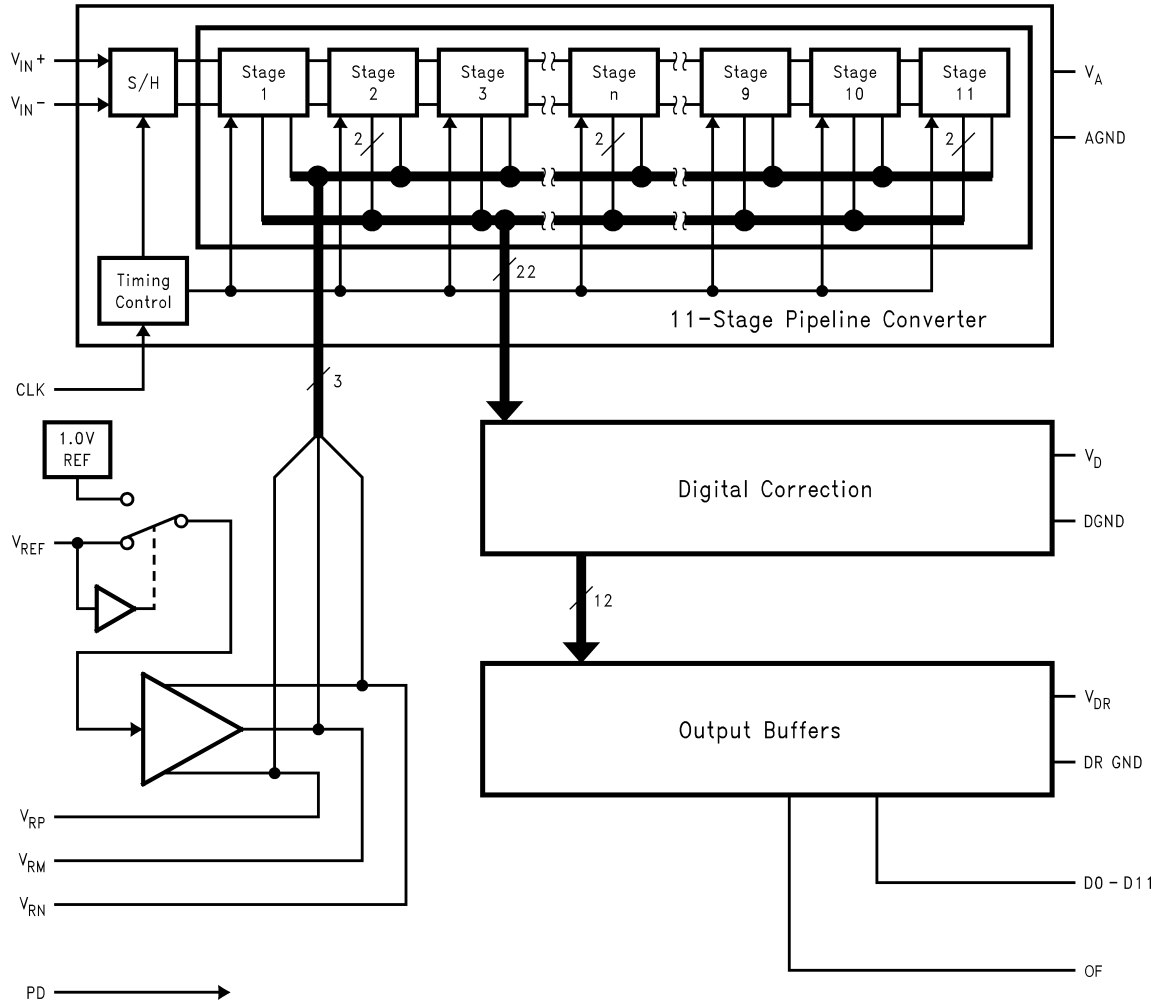 V_IN+
V_IN-
S/H
Stage 1
Stage 2
Stage 3
Stage n
Stage 9
Stage 10
Stage 11
V_A
AGND
2
2
2
22
Timing Control
11-Stage Pipeline Converter
CLK
3
1.0V REF
V_REF
Digital Correction
V_D
DGND
12
Output Buffers
V_DR
DR GND
V_RP
V_RM
V_RN
D0-D11
OF
PD